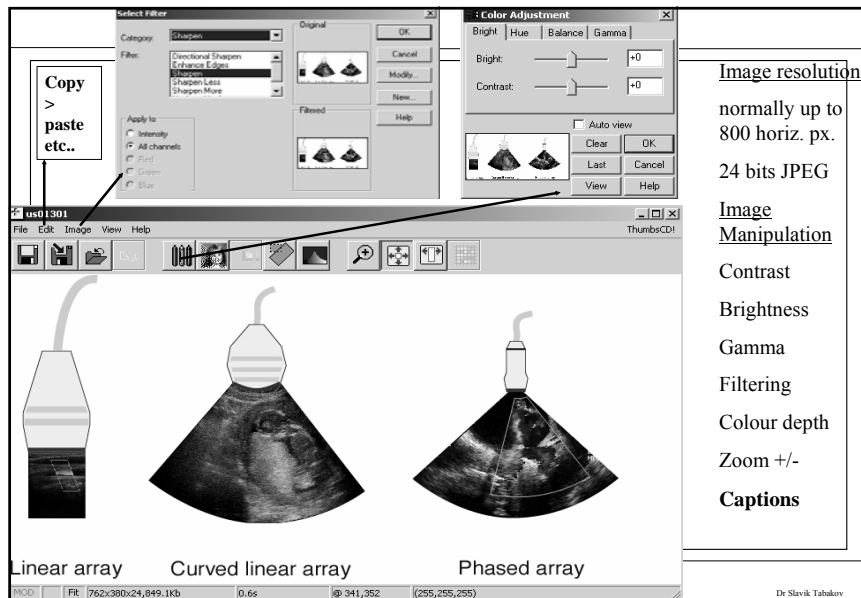 Select Filter
Category:
Sharpen
Filter:
Directional Sharpen
Enhance Edges
Sharpen
Sharpen Less
Sharpen More
Apply to
Intensity
All channels
Red
Green
Blue
Original
Filtered
OK
Cancel
Modify...
New...
Help
Color Adjustment
Bright
Hue
Balance
Gamma
Bright:
+0
Contrast:
+0
Auto view
Clear
OK
Last
Cancel
View
Help
Copy
>
paste
etc..
us01301
File Edit Image View Help
ThumbsCD!
Linear array
Curved linear array
Phased array
MOD
Fit
762x380x24,849.1Kb
0.6s
@ 341,352
(255,255,255)
Image resolution
normally up to
800 horiz. px.
24 bits JPEG
Image
Manipulation
Contrast
Brightness
Gamma
Filtering
Colour depth
Zoom +/-
Captions
Dr Slavik Tabakov